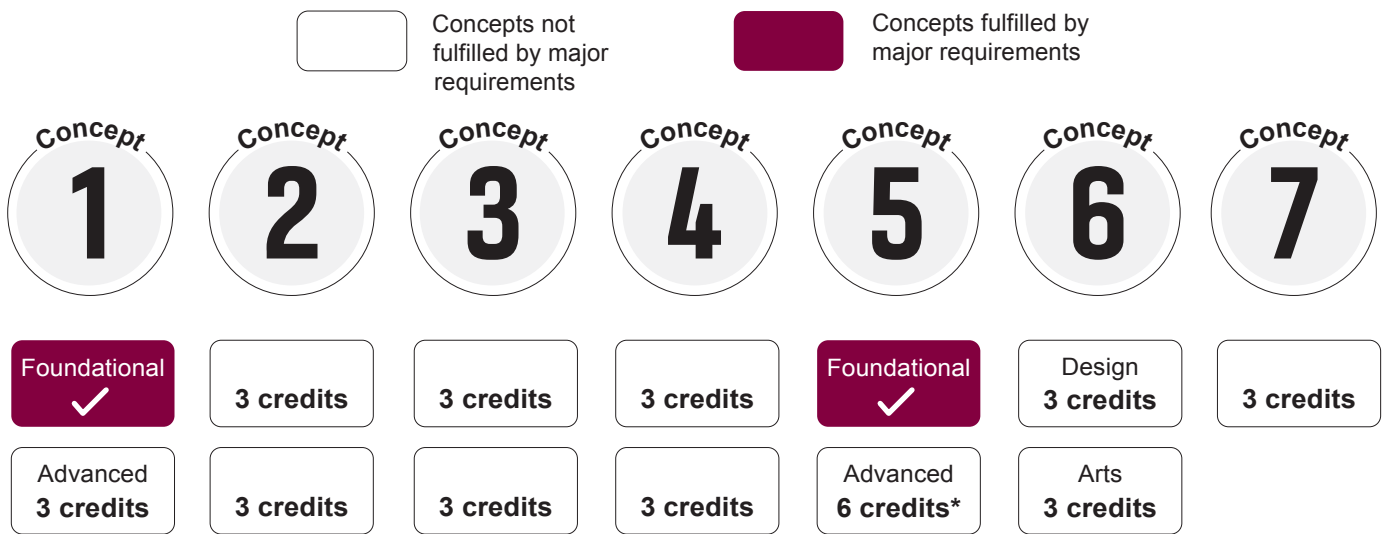 Concepts not
fulfilled by major
requirements
Concepts fulfilled by
major requirements
Concept
1
Concept
2
Concept
3
Concept
4
Concept
5
Concept
6
Concept
7
Foundational
3 credits
3 credits
3 credits
Foundational
Design
3 credits
3 credits
Advanced
3 credits
3 credits
3 credits
3 credits
Advanced
6 credits*
Arts
3 credits